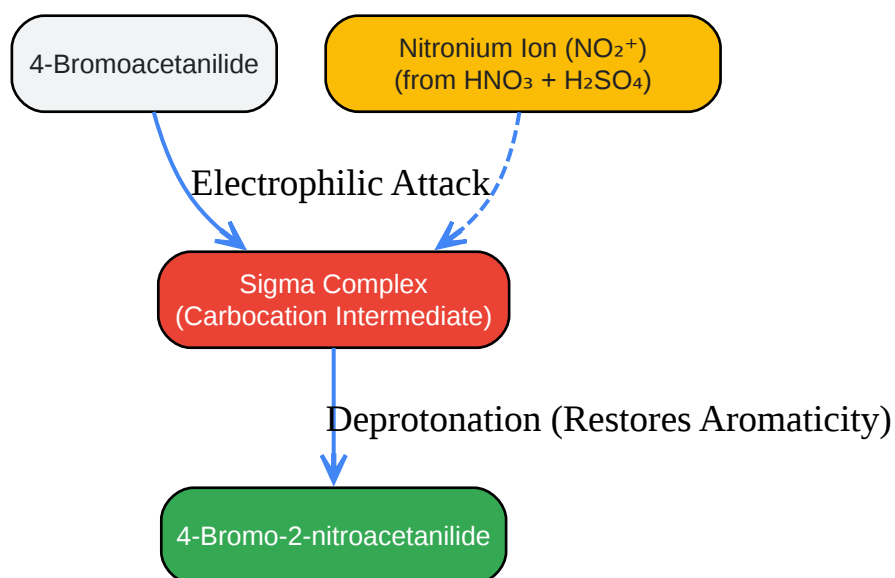 4-Bromoacetanilide
Nitronium Ion (NO₂⁺)
(from HNO₃ + H₂SO₄)
Electrophilic Attack
Sigma Complex
(Carbocation Intermediate)
Deprotonation (Restores Aromaticity)
4-Bromo-2-nitroacetanilide